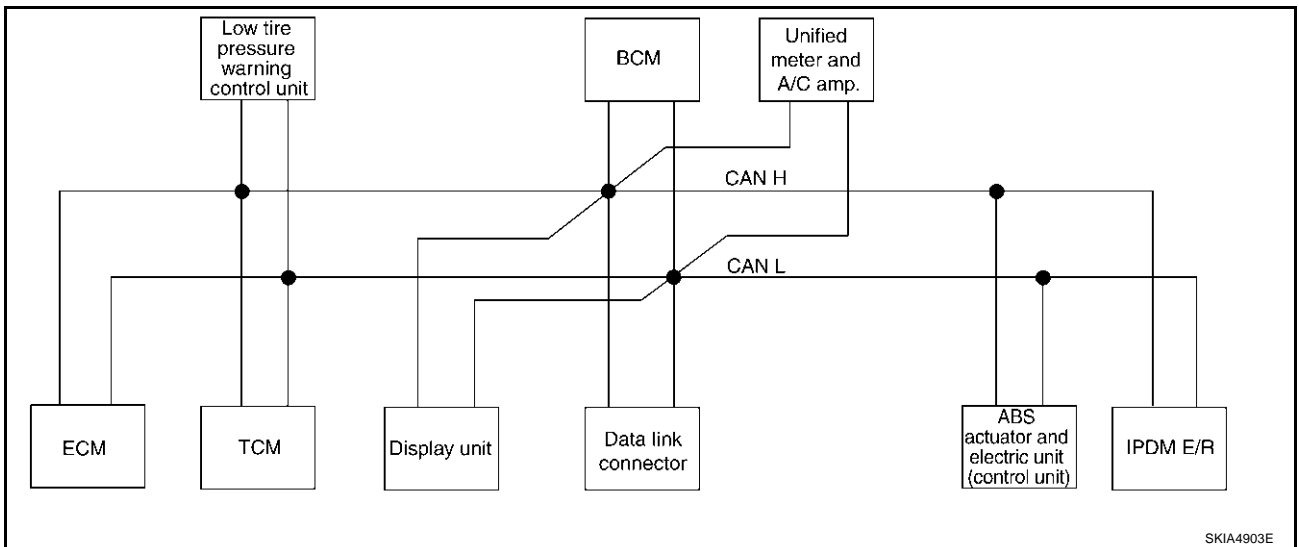 Low tire
pressure
warning
control unit
BCM
Unified
meter and
A/C amp.
CAN H
CAN L
ECM
TCM
Display unit
Data link
connector
ABS
actuator and
electric unit
(control unit)
IPDM E/R
SKIA4903E